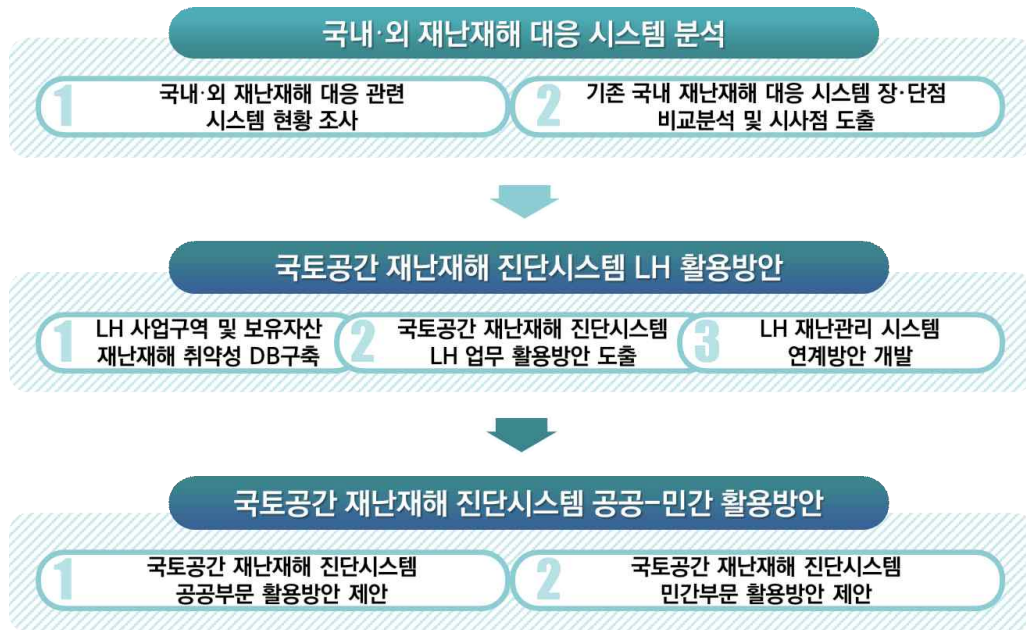 국내·외 재난재해 대응 시스템 분석
1
국내·외 재난재해 대응 관련
시스템 현황 조사
2
기존 국내 재난재해 대응 시스템 장·단점
비교분석 및 시사점 도출
국토공간 재난재해 진단시스템 LH 활용방안
1
LH 사업구역 및 보유자산
재난재해 취약성 DB구축
2
국토공간 재난재해 진단시스템
LH 업무 활용방안 도출
3
LH 재난관리 시스템
연계방안 개발
국토공간 재난재해 진단시스템 공공-민간 활용방안
1
국토공간 재난재해 진단시스템
공공부문 활용방안 제안
2
국토공간 재난재해 진단시스템
민간부문 활용방안 제안